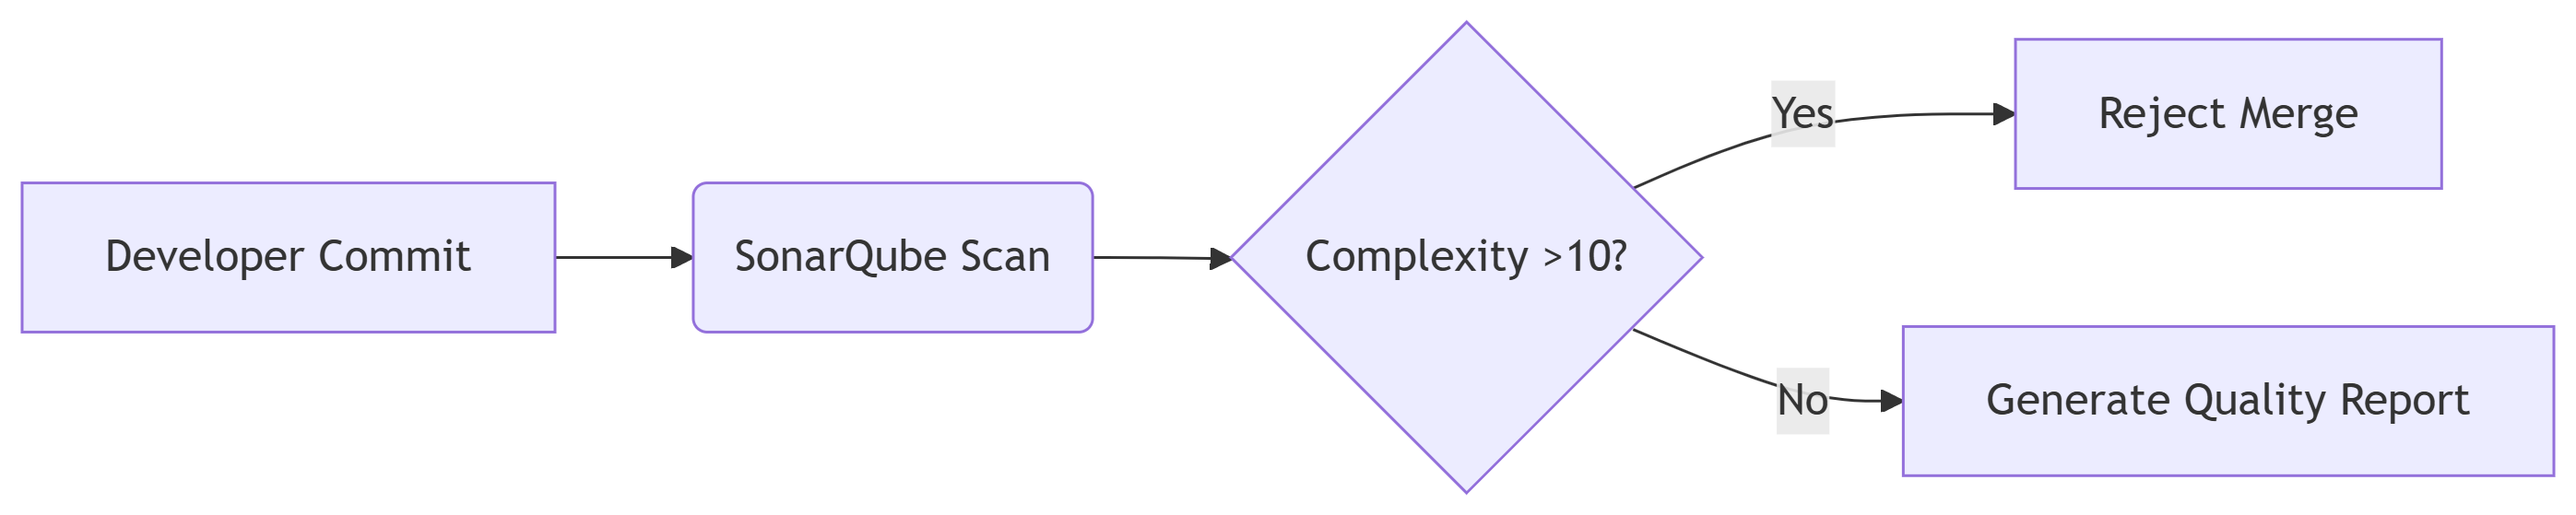 Developer Commit
SonarQube Scan
Complexity >10?
Yes
Reject Merge
No
Generate Quality Report